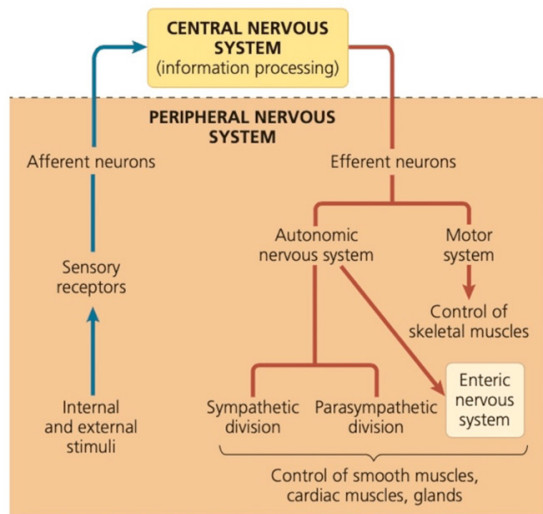 CENTRAL NERVOUS
SYSTEM
(information processing)
PERIPHERAL NERVOUS
SYSTEM
Afferent neurons
Efferent neurons
Autonomic
nervous system
Motor
system
Sensory
receptors
Control of
skeletal muscles
Internal
and external
stimuli
Sympathetic
division
Parasympathetic
division
Enteric
nervous
system
Control of smooth muscles,
cardiac muscles, glands